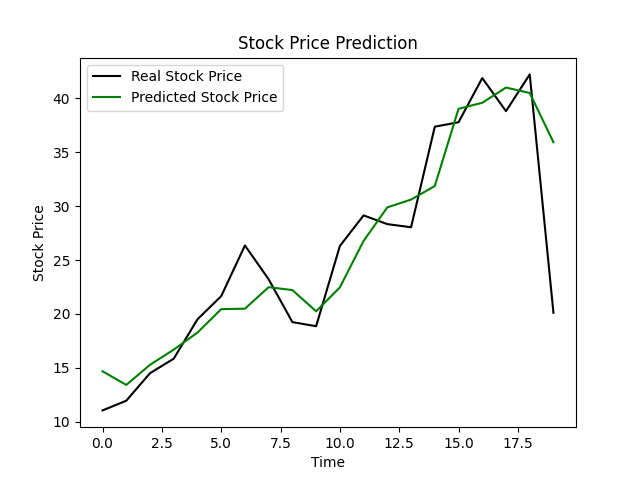 Stock Price Prediction
Real Stock Price
Predicted Stock Price
Stock Price
40
35
30
25
20
15
10
0.0 2.5 5.0 7.5 10.0 12.5 15.0 17.5
Time